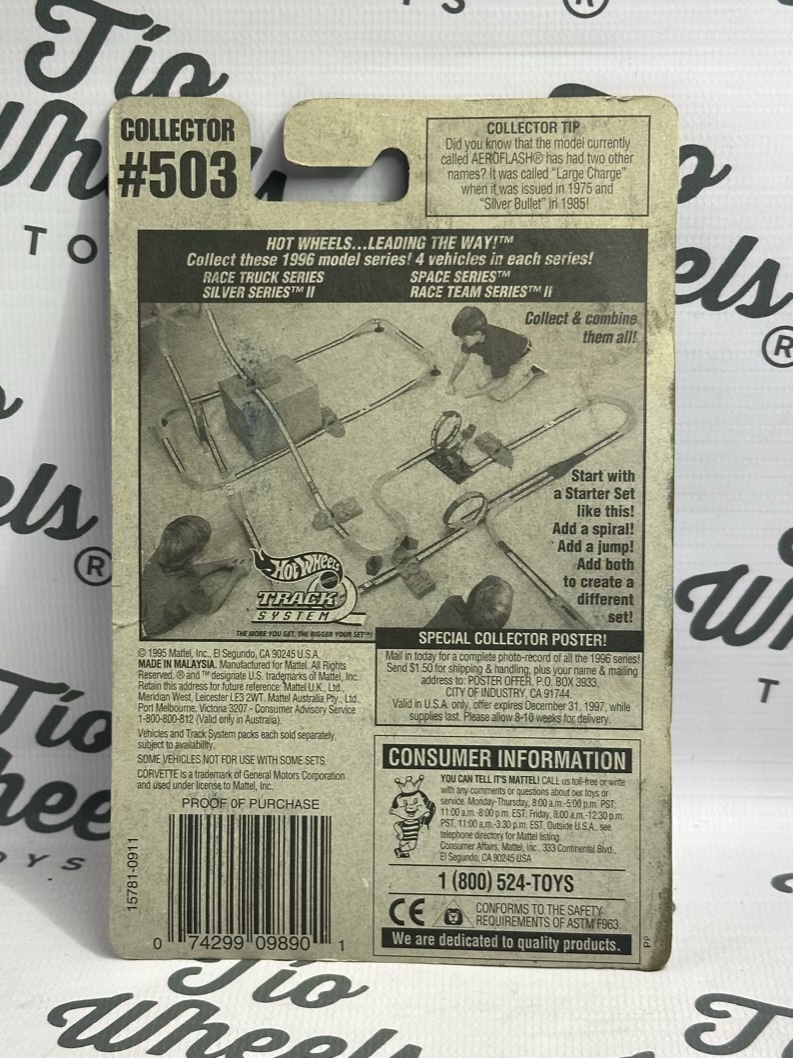 Tío
Wheels
®
TOYS
COLLECTOR
#503
COLLECTOR TIP
Did you know that the model currently
called AEROFLASH® has had two other
names? It was called "Large Charge"
when it was issued in 1975 and
"Silver Bullet" in 1985!
HOT WHEELS...LEADING THE WAY!™
Collect these 1996 model series! 4 vehicles in each series!
RACE TRUCK SERIES
SILVER SERIES™ II
SPACE SERIES™
RACE TEAM SERIES™ II
Collect & combine
them all!
Start with
a Starter Set
like this!
Add a spiral!
Add a jump!
Add both
to create a
different
set!
Hot Wheels
TRACK
SYSTEM
THE MORE YOU GET, THE BIGGER YOUR SET™!
© 1995 Mattel, Inc., El Segundo, CA 90245 U.S.A.
MADE IN MALAYSIA. Manufactured for Mattel. All Rights
Reserved. ® and ™ designate U.S. trademarks of Mattel, Inc.
Retain this address for future reference: Mattel U.K., Ltd.,
Meridian West, Leicester LE3 2WT. Mattel Australia Pty., Ltd.,
Port Melbourne, Victoria 3207 - Consumer Advisory Service
1-800-800-812 (Valid only in Australia).
Vehicles and Track System packs each sold separately,
subject to availability.
SOME VEHICLES NOT FOR USE WITH SOME SETS.
CORVETTE is a trademark of General Motors Corporation
and used under license to Mattel, Inc.
PROOF OF PURCHASE
15781-0911
0 74299 09890 1
SPECIAL COLLECTOR POSTER!
Mail in today for a complete photo-record of all the 1996 series!
Send $1.50 for shipping & handling, plus your name & mailing
address to: POSTER OFFER, P.O. BOX 3933,
CITY OF INDUSTRY, CA 91744.
Valid in U.S.A. only, offer expires December 31, 1997, while
supplies last. Please allow 8-10 weeks for delivery.
CONSUMER INFORMATION
YOU CAN TELL IT'S MATTEL! CALL us toll-free or write
with any comments or questions about our toys or
service. Monday-Thursday, 8:00 a.m.-5:00 p.m. PST;
11:00 a.m.-8:00 p.m. EST; Friday, 8:00 a.m.-12:30 p.m.
PST, 11:00 a.m.-3:30 p.m. EST. Outside U.S.A., see
telephone directory for Mattel listing.
Consumer Affairs, Mattel, Inc., 333 Continental Blvd.,
El Segundo, CA 90245 USA
1 (800) 524-TOYS
CE
CONFORMS TO THE SAFETY
REQUIREMENTS OF ASTM F963.
We are dedicated to quality products.
PP
Tío
Wheels